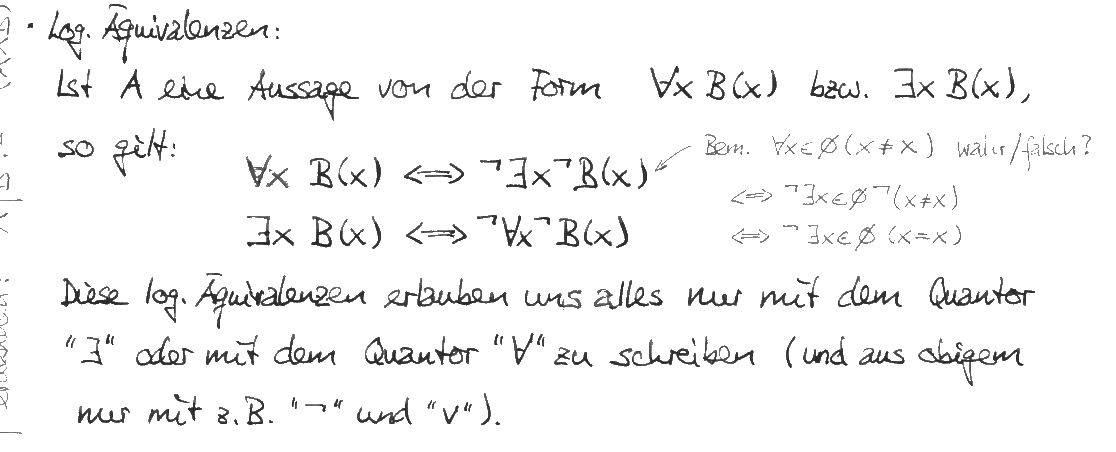 • Log. Äquivalenzen:
Ist A eine Aussage von der Form ∀x B(x) bzw. ∃x B(x),
so gilt:
∀x B(x) ⟺ ¬∃x¬B(x)
Bem. ∀x∈∅(x≠x) wahr/falsch?
⟺ ¬∃x∈∅¬(x≠x)
∃x B(x) ⟺ ¬∀x¬B(x)
⟺ ¬∃x∈∅ (x=x)
Diese log. Äquivalenzen erlauben uns alles nur mit dem Quantor
"∃" oder mit dem Quantor "∀" zu schreiben (und aus obigem
nur mit z.B. "¬" und "∨").